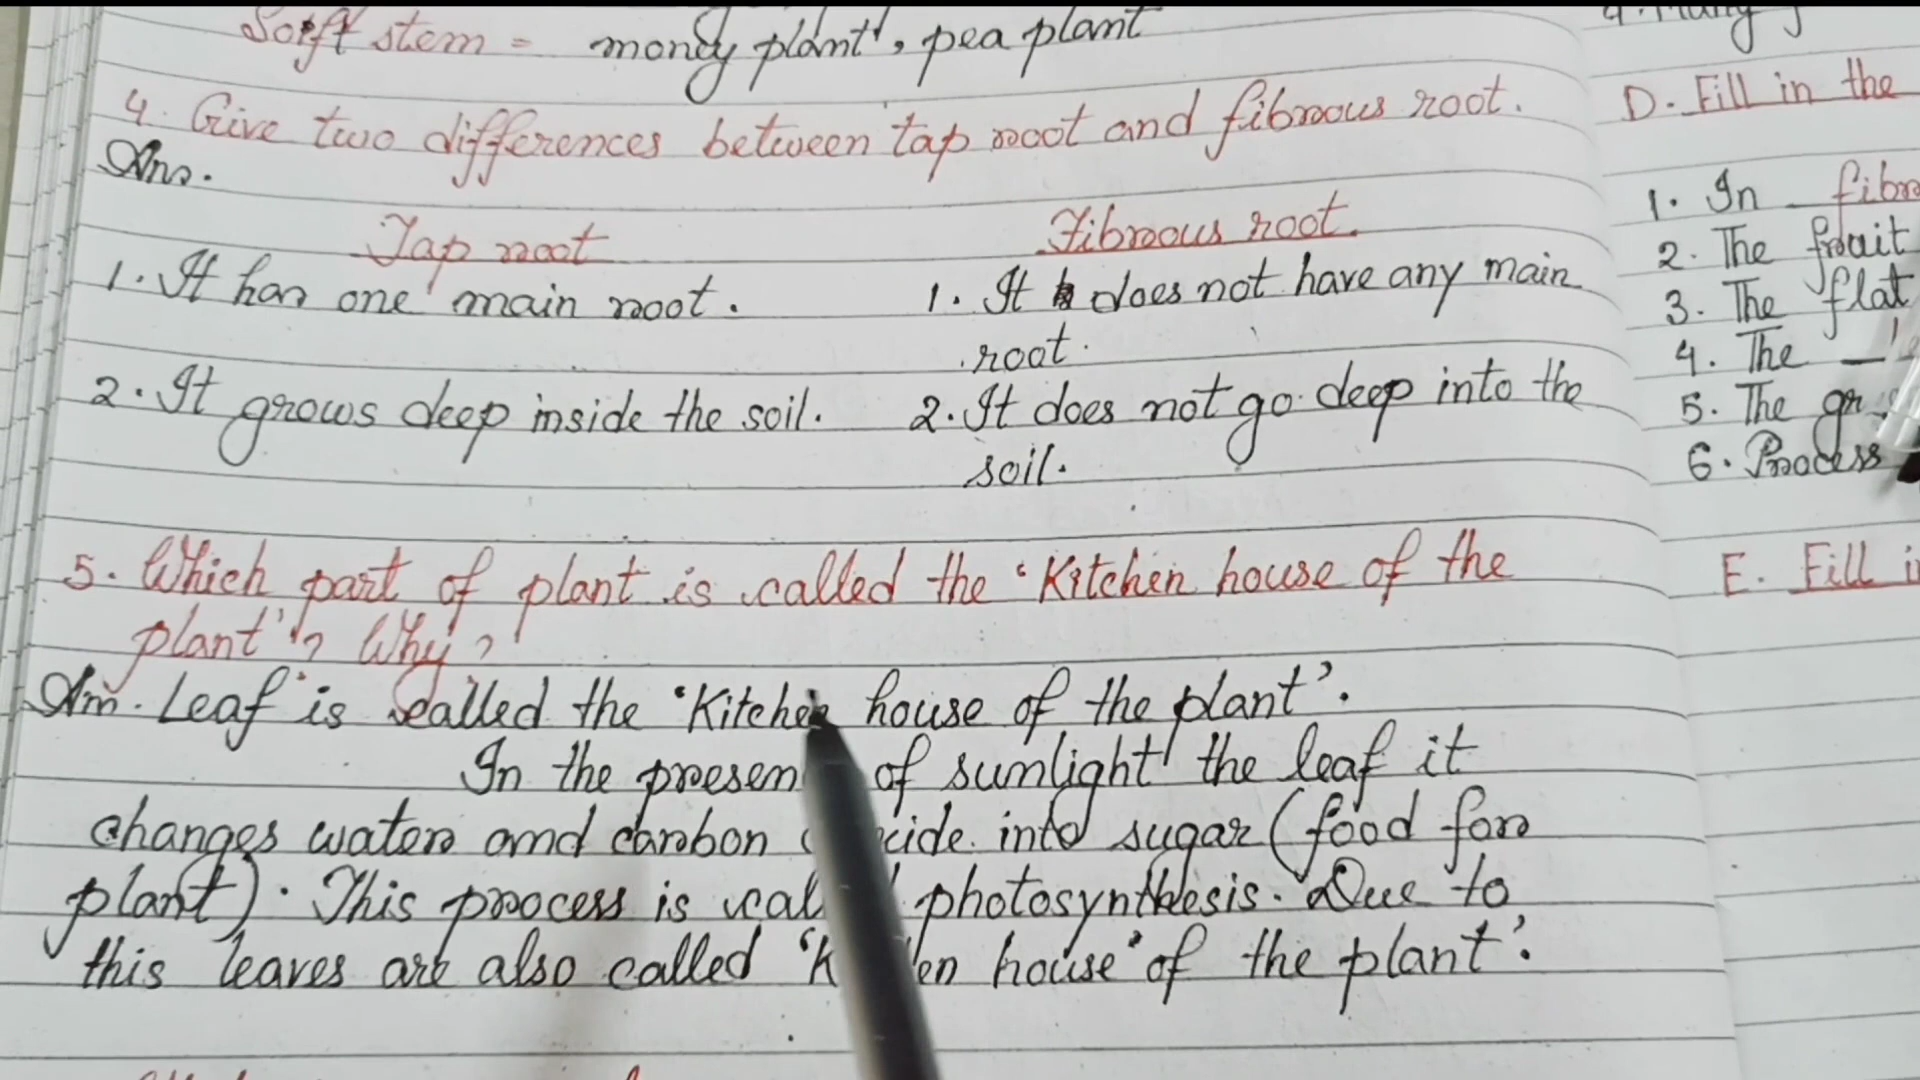 Soft stem = money plant, pea plant
4. Give two differences between tap root and fibrous root.
Ans.
Tap root
Fibrous root.
1. It has one main root.
1. It does not have any main
root.
2. It grows deep inside the soil.
2. It does not go deep into the
soil.
5. Which part of plant is called the 'Kitchen house of the
plant'? Why?
Ans. Leaf is called the 'Kitchen house of the plant'.
In the presen of sunlight the leaf it
changes water and carbon into sugar (food for
plant). This process is called photosynthesis. Due to
this leaves are also called 'K en house' of the plant'.
D. Fill in the
1. In fibro
2. The fruit
3. The flat
4. The
5. The
6. Process
E. Fill i